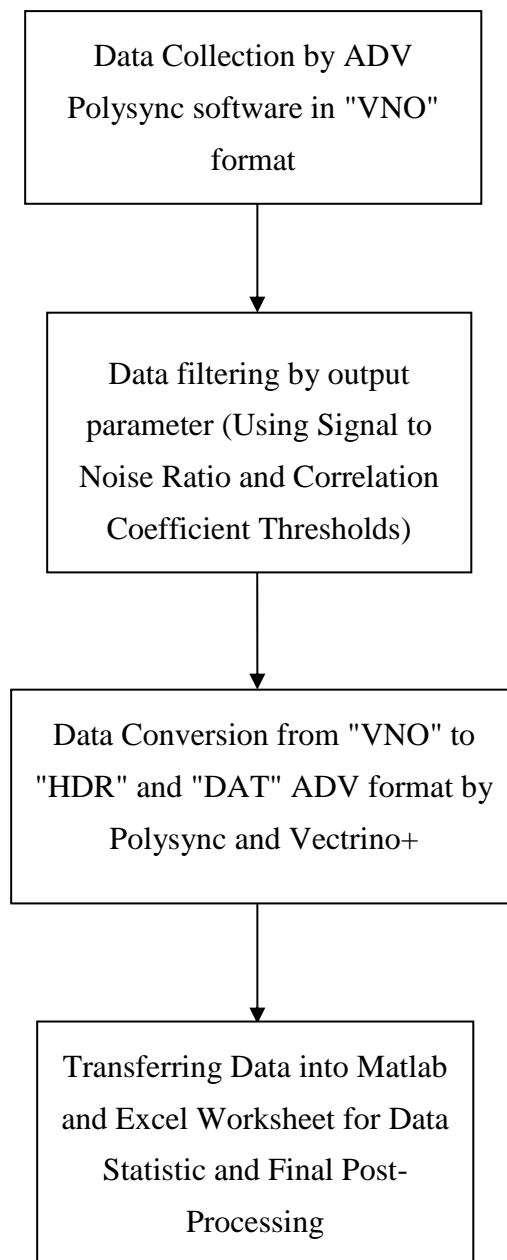 Data Collection by ADV
Polysync software in "VNO"
format
Data filtering by output
parameter (Using Signal to
Noise Ratio and Correlation
Coefficient Thresholds)
Data Conversion from "VNO" to
"HDR" and "DAT" ADV format by
Polysync and Vectrino+
Transferring Data into Matlab
and Excel Worksheet for Data
Statistic and Final Post-
Processing